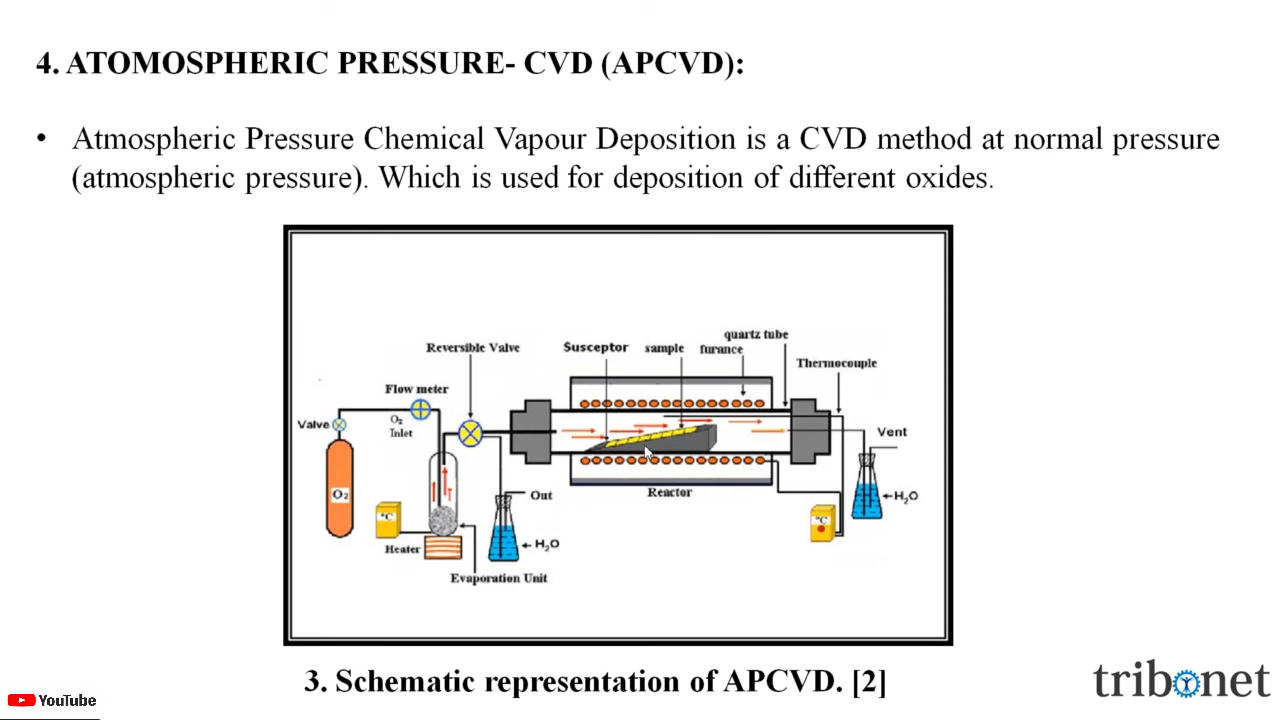 4. ATOMOSPHERIC PRESSURE- CVD (APCVD):
• Atmospheric Pressure Chemical Vapour Deposition is a CVD method at normal pressure
(atmospheric pressure). Which is used for deposition of different oxides.
quartz tube
Reversible Valve
Susceptor
sample
furance
Thermocouple
Flow meter
Valve
O₂
Inlet
Vent
O₂
Out
Reactor
H₂O
°C
°C
Heater
H₂O
Evaporation Unit
3. Schematic representation of APCVD. [2]
YouTube
tribonet